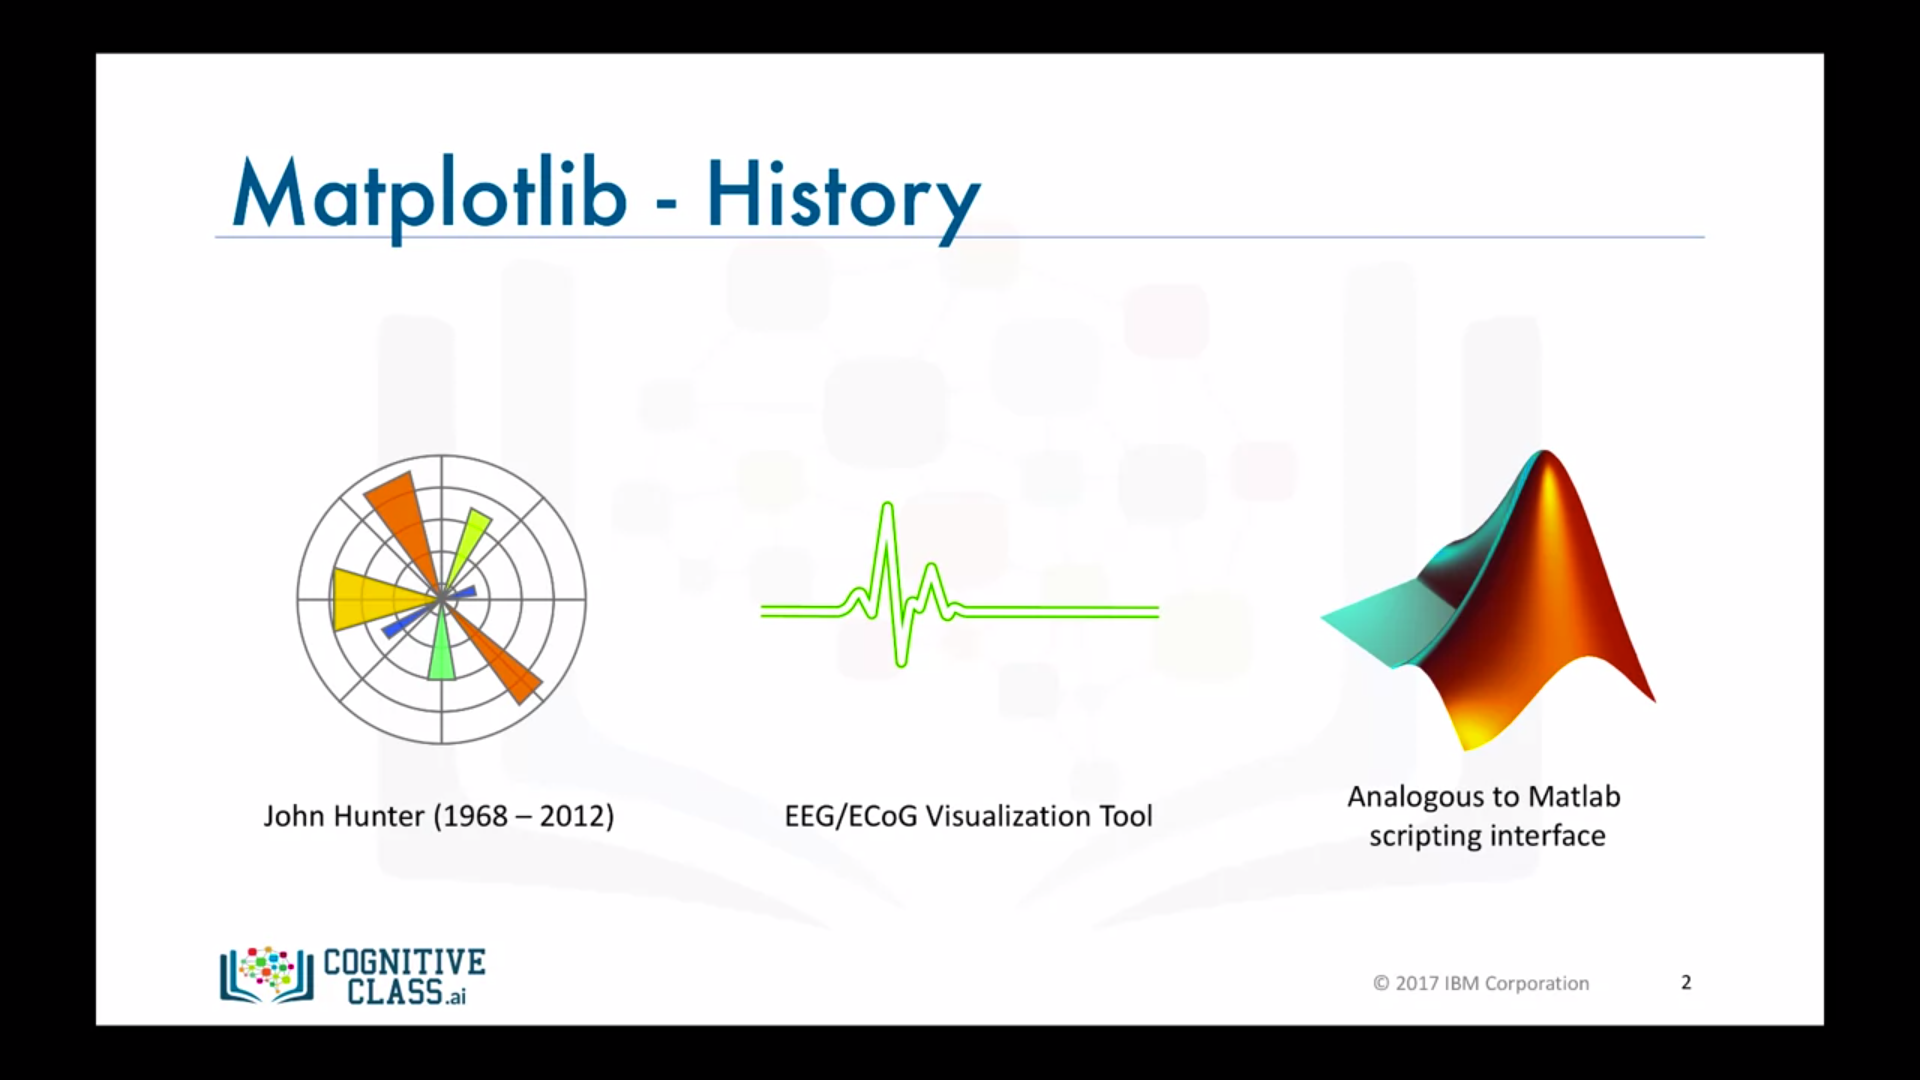 Matplotlib - History
John Hunter (1968 – 2012)
EEG/ECoG Visualization Tool
Analogous to Matlab
scripting interface
COGNITIVE
CLASS.ai
© 2017 IBM Corporation
2